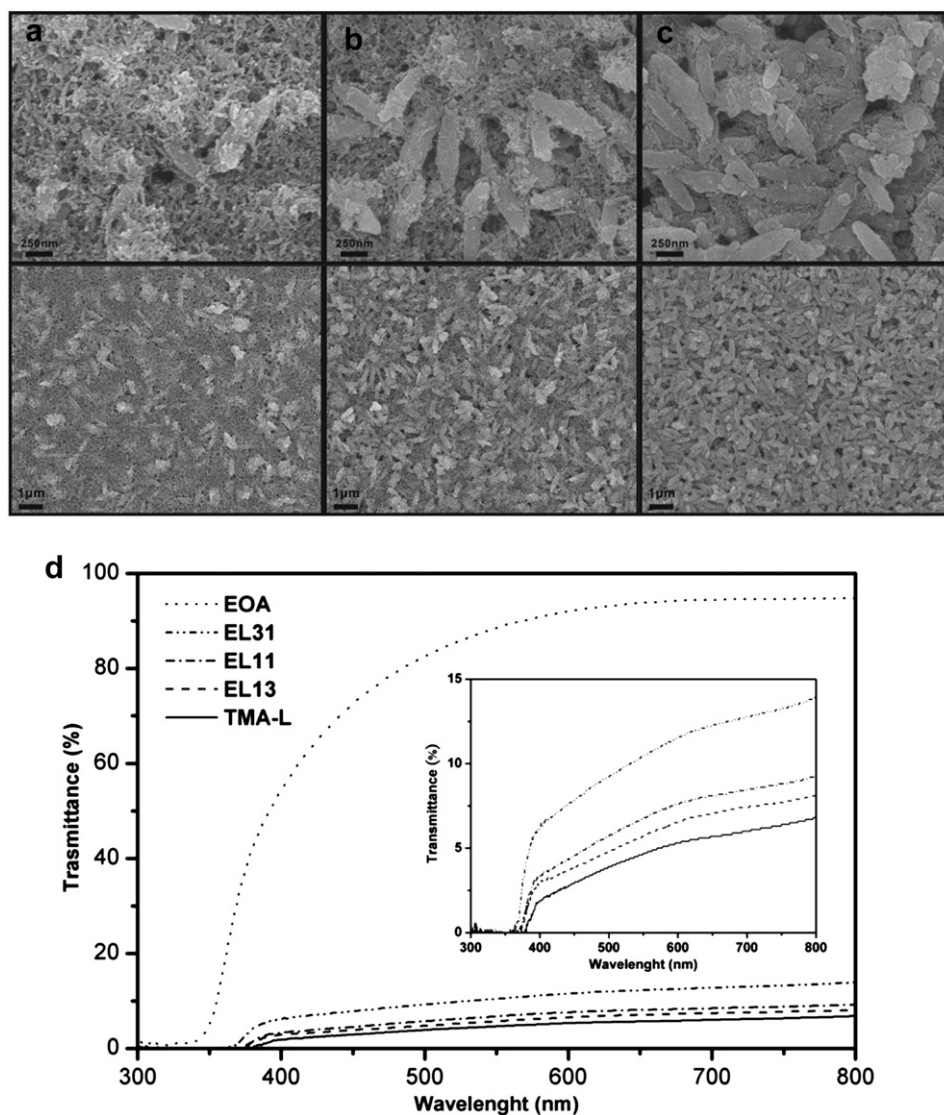 a
b
c
250nm
250nm
250nm
1µm
1µm
1µm
d
100
80
60
40
20
0
Trasmittance (%)
EOA
EL31
EL11
EL13
TMA-L
15
10
5
0
Transmittance (%)
300 400 500 600 700 800
Wavelenght (nm)
300 400 500 600 700 800
Wavelenght (nm)